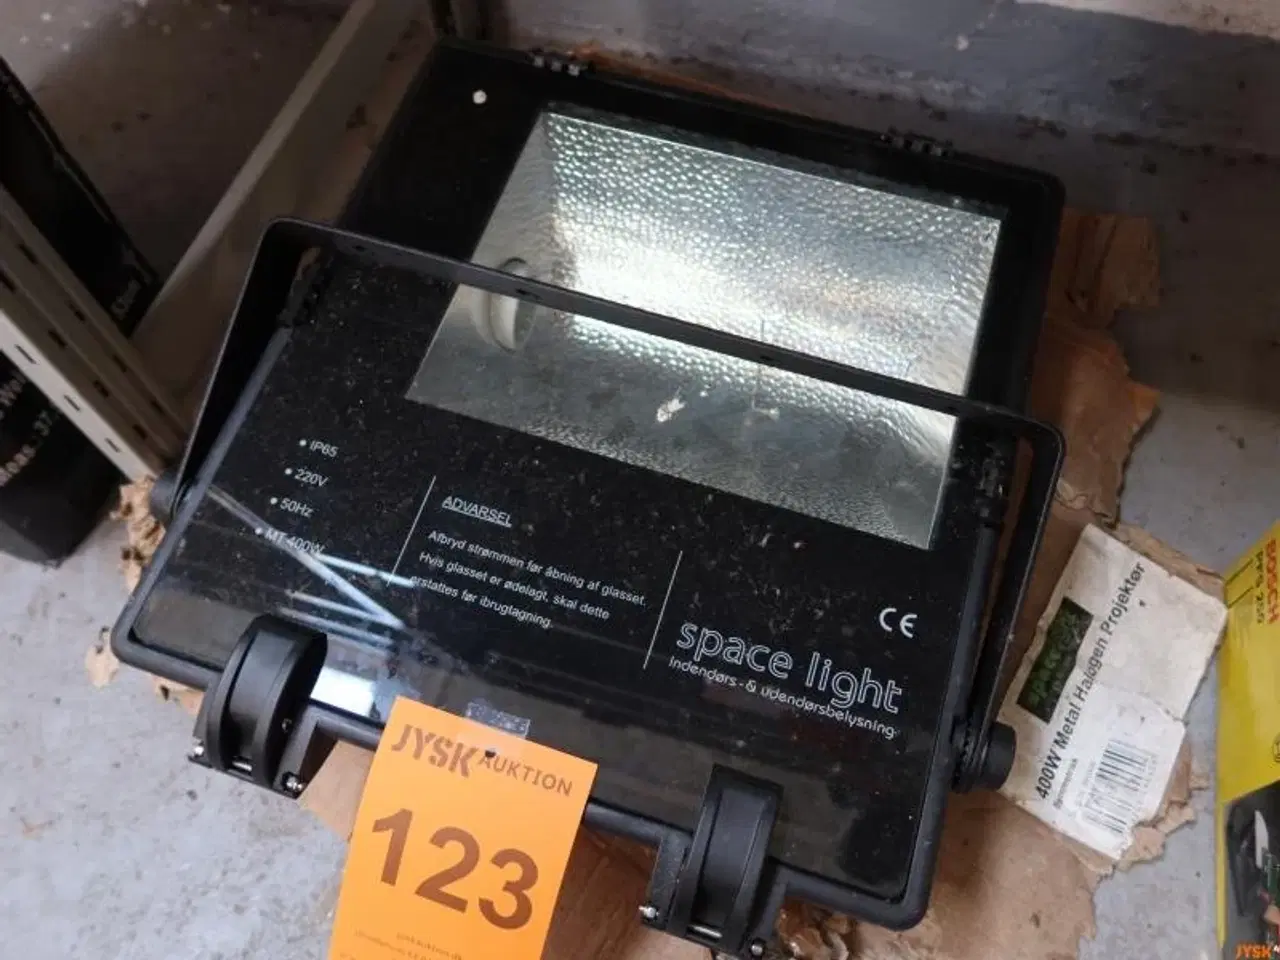 • IP65
• 220V
• 50Hz
• MT 400W
ADVARSEL
Afbryd strømmen før åbning af glasset.
Hvis glasset er ødelagt, skal dette
erstattes før ibrugtagning.
CE
space light
Indendørs - & udendørsbelysning
JYSK AUKTION
123
400W Metal Halogen Projektør
BOSCH
JYSK